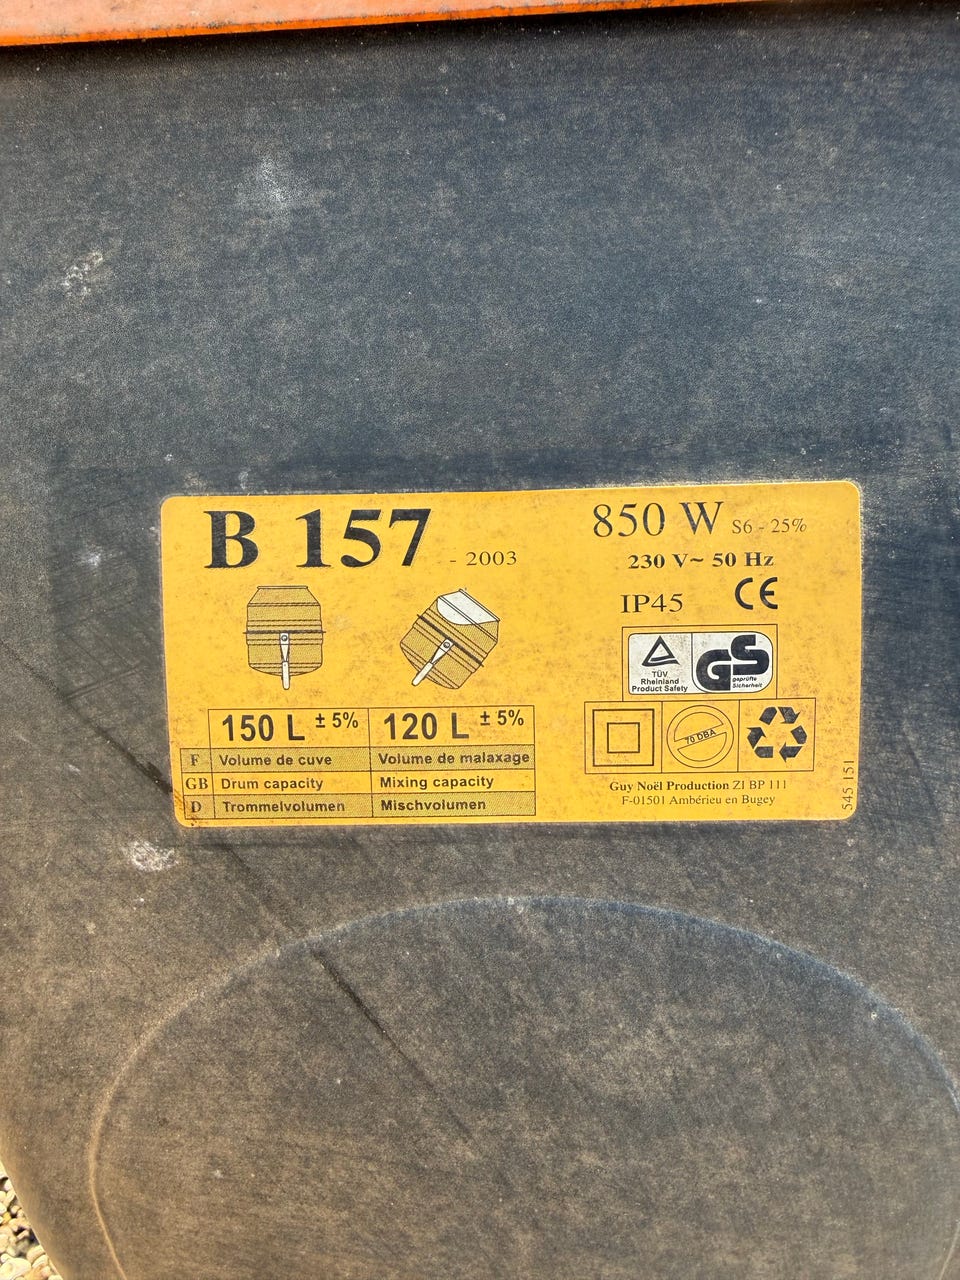 B 157 - 2003
850 W S6 - 25%
230 V~ 50 Hz
IP45 CE
TÜV
Rheinland
Product Safety
GS
geprüfte
Sicherheit
150 L ± 5% 120 L ± 5%
F Volume de cuve Volume de malaxage
GB Drum capacity Mixing capacity
D Trommelvolumen Mischvolumen
70 DBA
Guy Noël Production ZI BP 111
F-01501 Ambérieu en Bugey
545 151